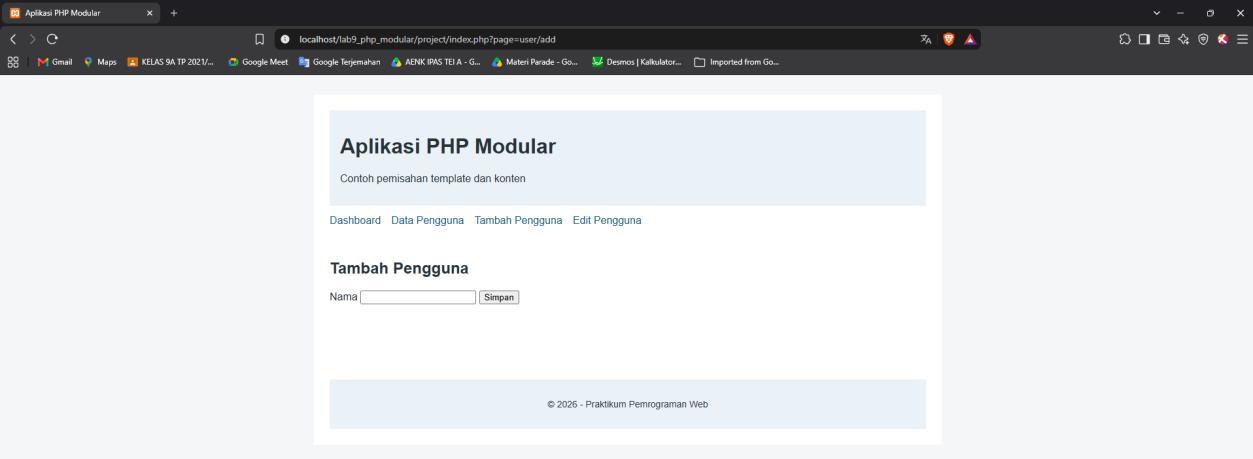 Aplikasi PHP Modular
localhost/lab9_php_modular/project/index.php?page=user/add
Gmail Maps KELAS 9A TP 2021/... Google Meet Google Terjemahan AENK IPAS TEI A - G... Materi Parade - Go... Desmos | Kalkulator... Imported from Go...
Aplikasi PHP Modular
Contoh pemisahan template dan konten
Dashboard Data Pengguna Tambah Pengguna Edit Pengguna
Tambah Pengguna
Nama Simpan
© 2026 - Praktikum Pemrograman Web